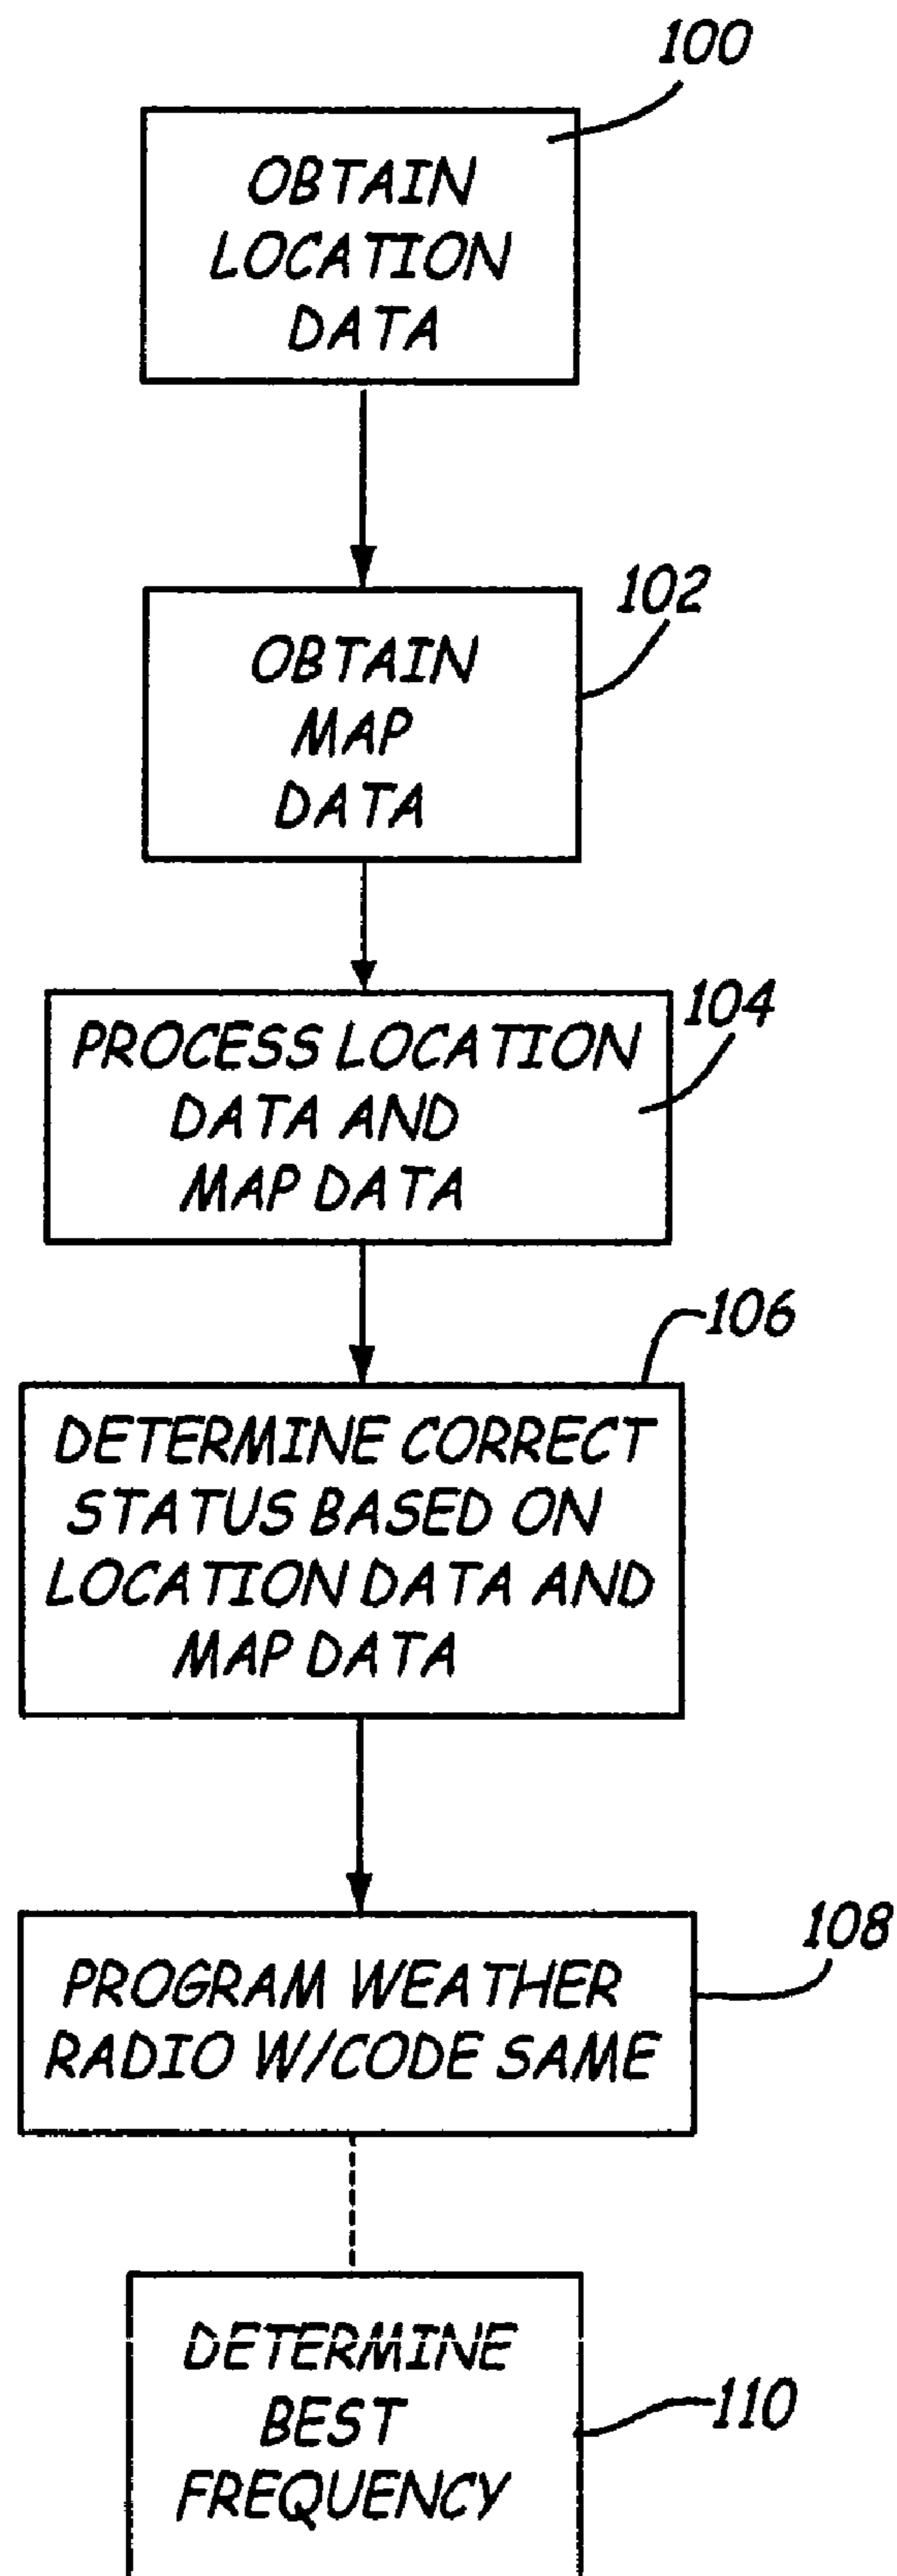 100
OBTAIN
LOCATION
DATA
102
OBTAIN
MAP
DATA
104
PROCESS LOCATION
DATA AND
MAP DATA
106
DETERMINE CORRECT
STATUS BASED ON
LOCATION DATA AND
MAP DATA
108
PROGRAM WEATHER
RADIO W/CODE SAME
DETERMINE
BEST
FREQUENCY
110